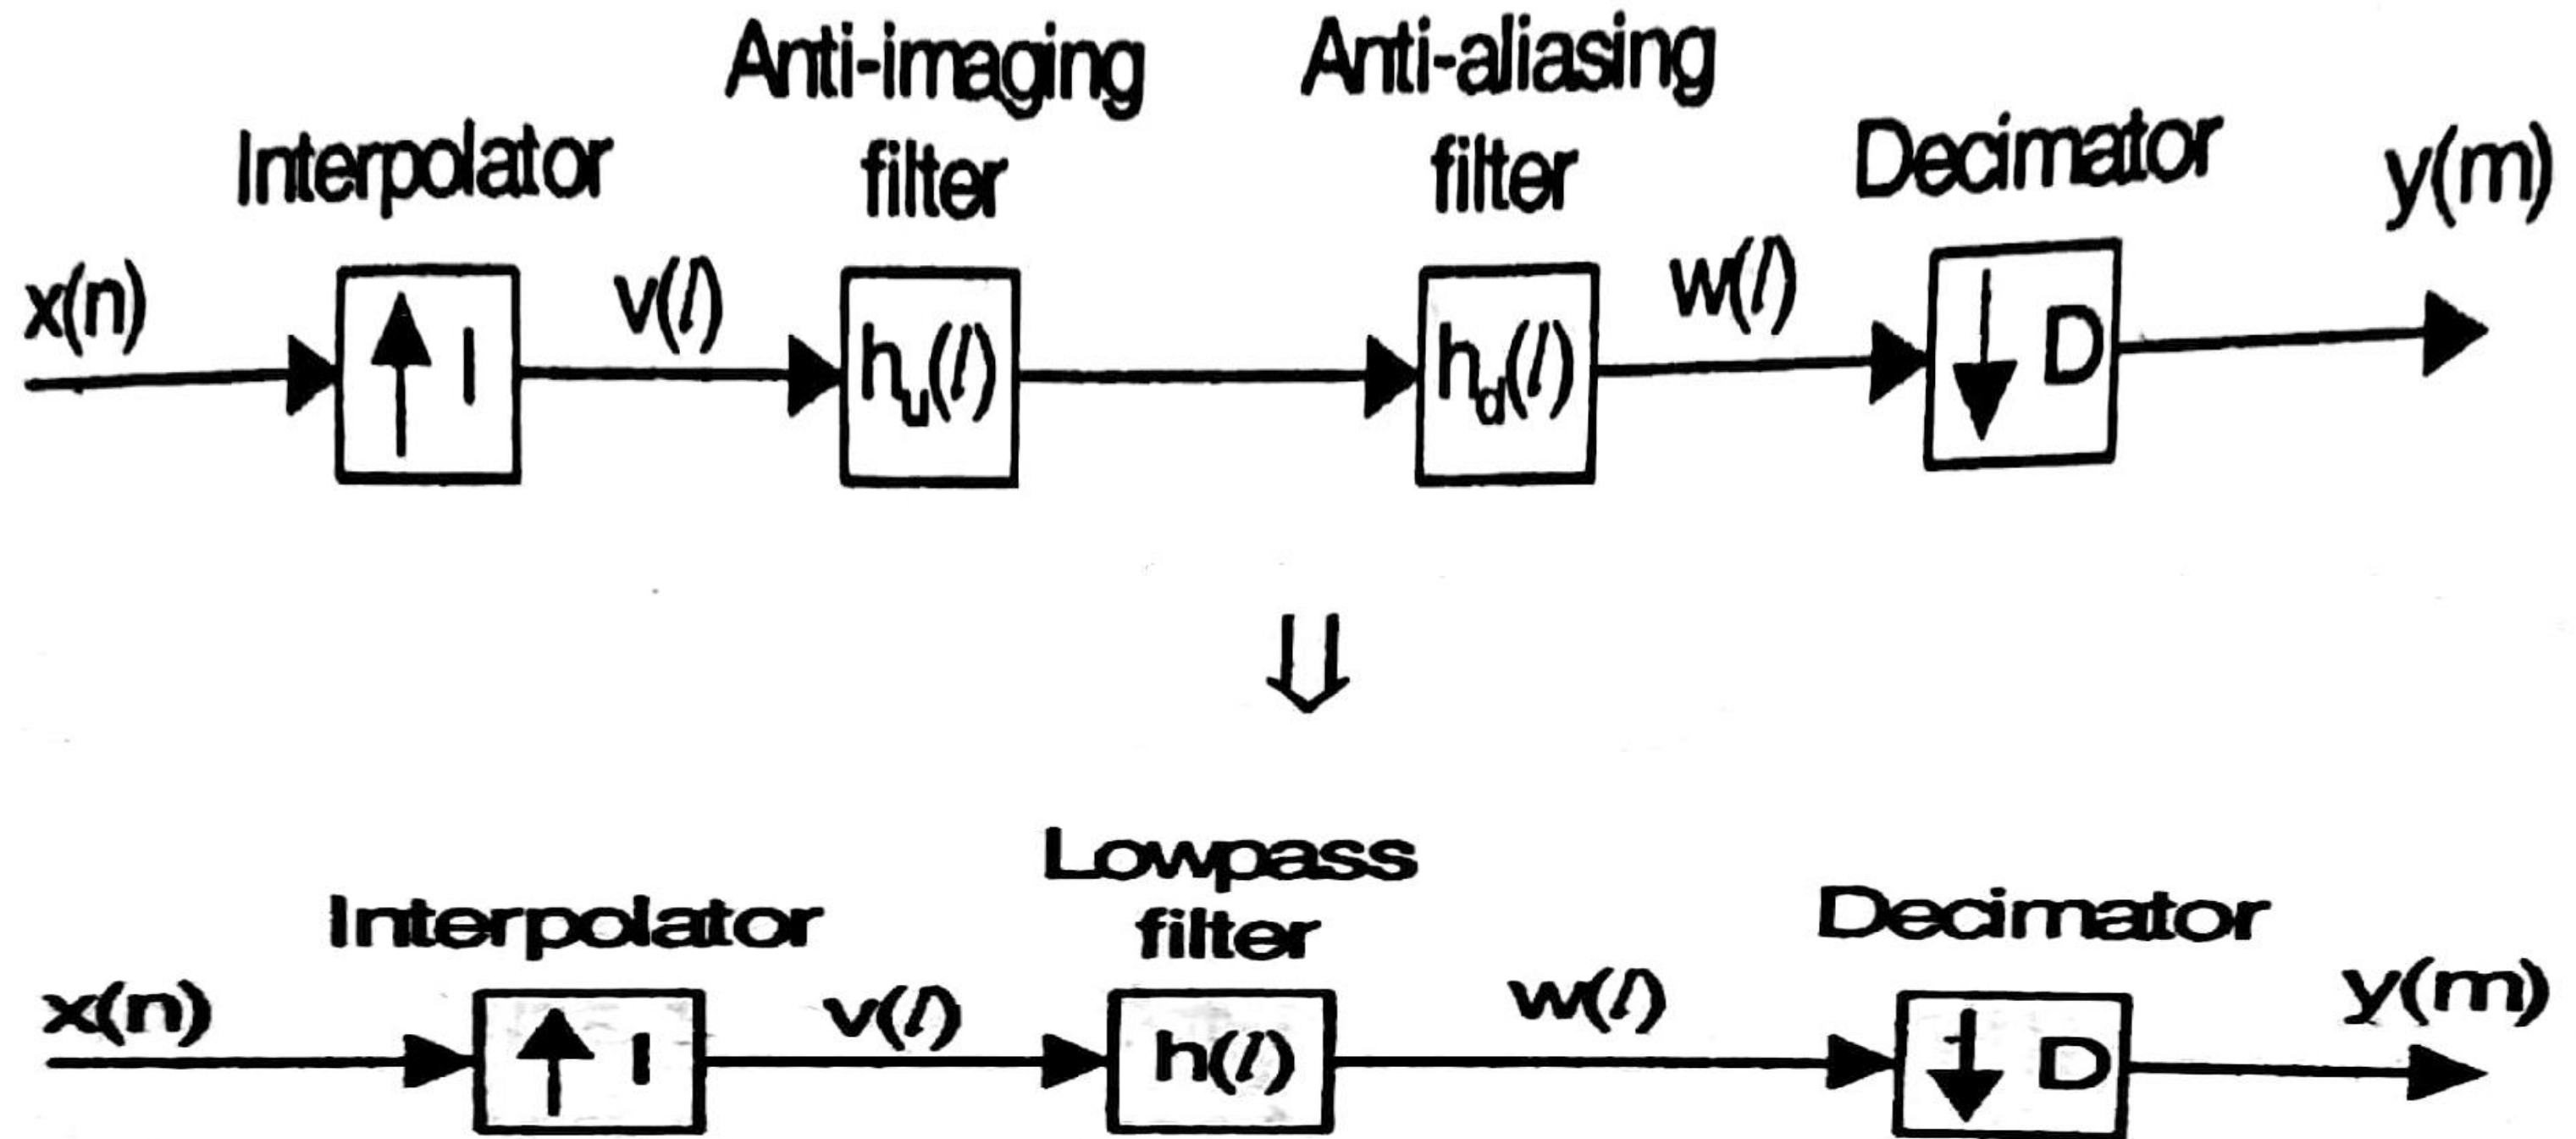 Interpolator
Anti-imaging
filter
Anti-aliasing
filter
Decimator
x(n)
I
v(l)
hu(l)
hd(l)
w(l)
D
y(m)
Interpolator
Lowpass
filter
Decimator
x(n)
I
v(l)
h(l)
w(l)
D
y(m)